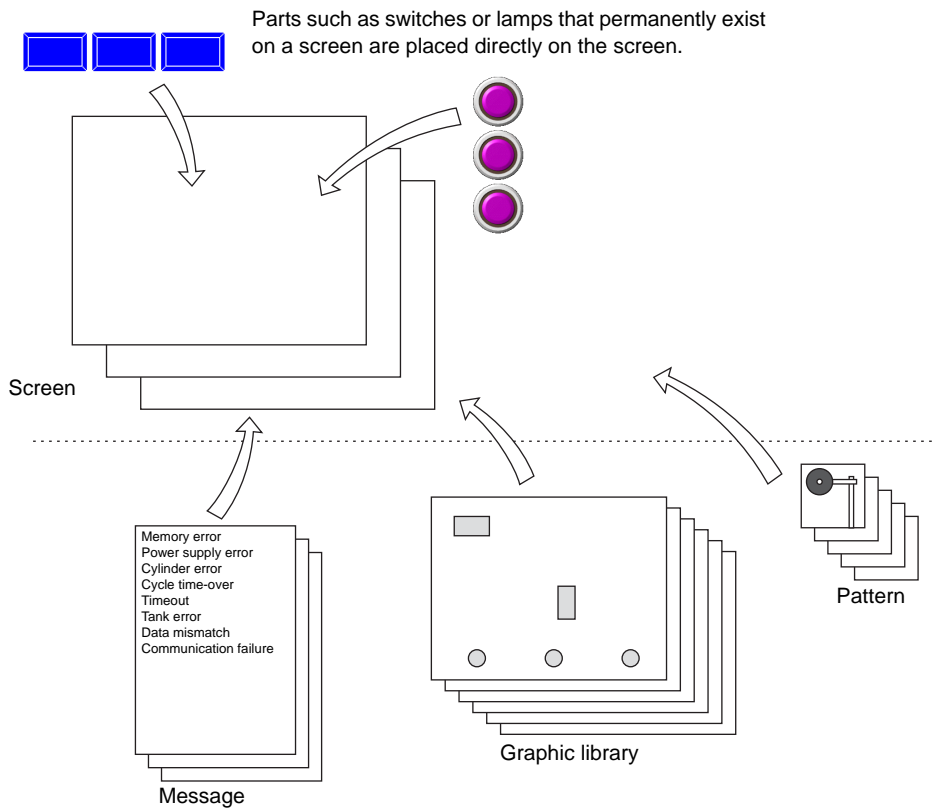 Parts such as switches or lamps that permanently exist
on a screen are placed directly on the screen.
Screen
Memory error
Power supply error
Cylinder error
Cycle time-over
Timeout
Tank error
Data mismatch
Communication failure
Pattern
Graphic library
Message